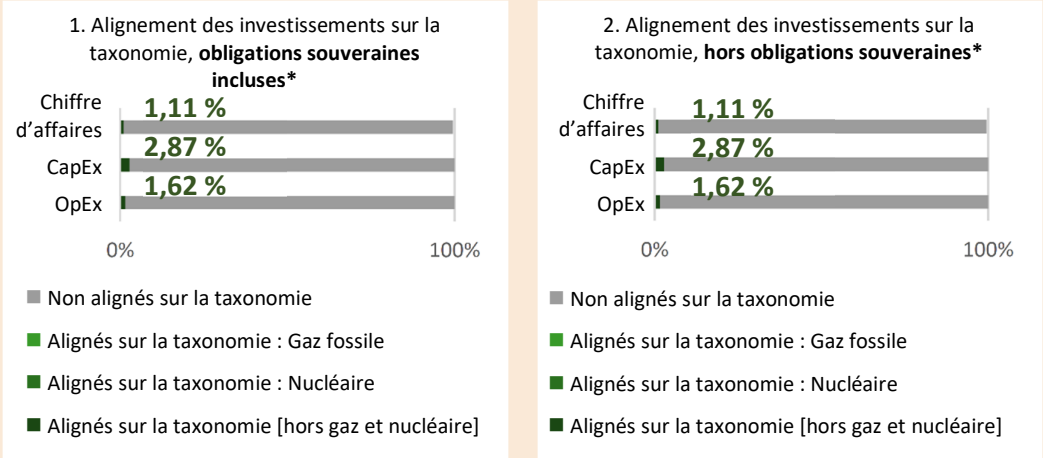 1. Alignement des investissements sur la
taxonomie, obligations souveraines
incluses*
Chiffre
d’affaires
1,11 %
CapEx
2,87 %
OpEx
1,62 %
0%
100%
Non alignés sur la taxonomie
Alignés sur la taxonomie : Gaz fossile
Alignés sur la taxonomie : Nucléaire
Alignés sur la taxonomie [hors gaz et nucléaire]
2. Alignement des investissements sur la
taxonomie, hors obligations souveraines*
Chiffre
d’affaires
1,11 %
CapEx
2,87 %
OpEx
1,62 %
0%
100%
Non alignés sur la taxonomie
Alignés sur la taxonomie : Gaz fossile
Alignés sur la taxonomie : Nucléaire
Alignés sur la taxonomie [hors gaz et nucléaire]